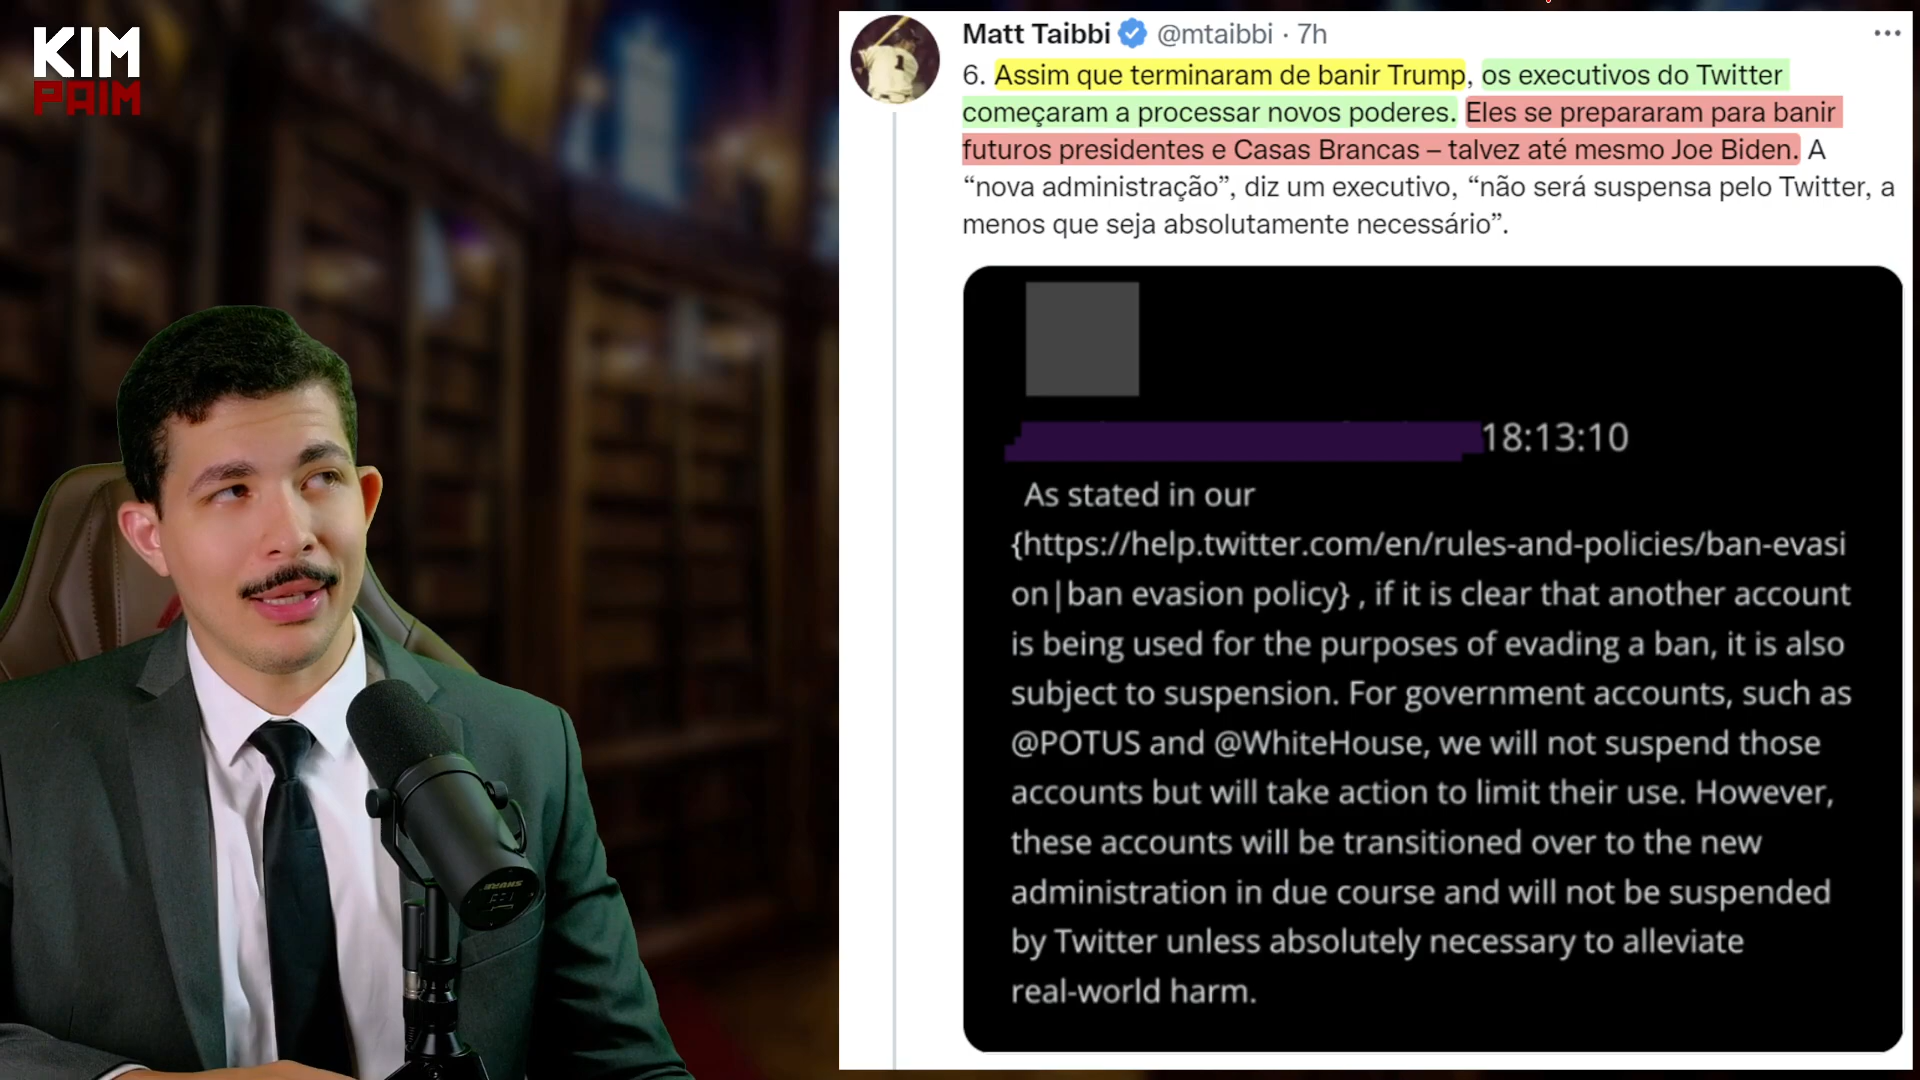 KIM
PAIM
Matt Taibbi @mtaibbi · 7h
6. Assim que terminaram de banir Trump, os executivos do Twitter
começaram a processar novos poderes. Eles se prepararam para banir
futuros presidentes e Casas Brancas – talvez até mesmo Joe Biden. A
“nova administração”, diz um executivo, “não será suspensa pelo Twitter, a
menos que seja absolutamente necessário”.
18:13:10
As stated in our
{https://help.twitter.com/en/rules-and-policies/ban-evasi
on|ban evasion policy} , if it is clear that another account
is being used for the purposes of evading a ban, it is also
subject to suspension. For government accounts, such as
@POTUS and @WhiteHouse, we will not suspend those
accounts but will take action to limit their use. However,
these accounts will be transitioned over to the new
administration in due course and will not be suspended
by Twitter unless absolutely necessary to alleviate
real-world harm.
SHURE
1